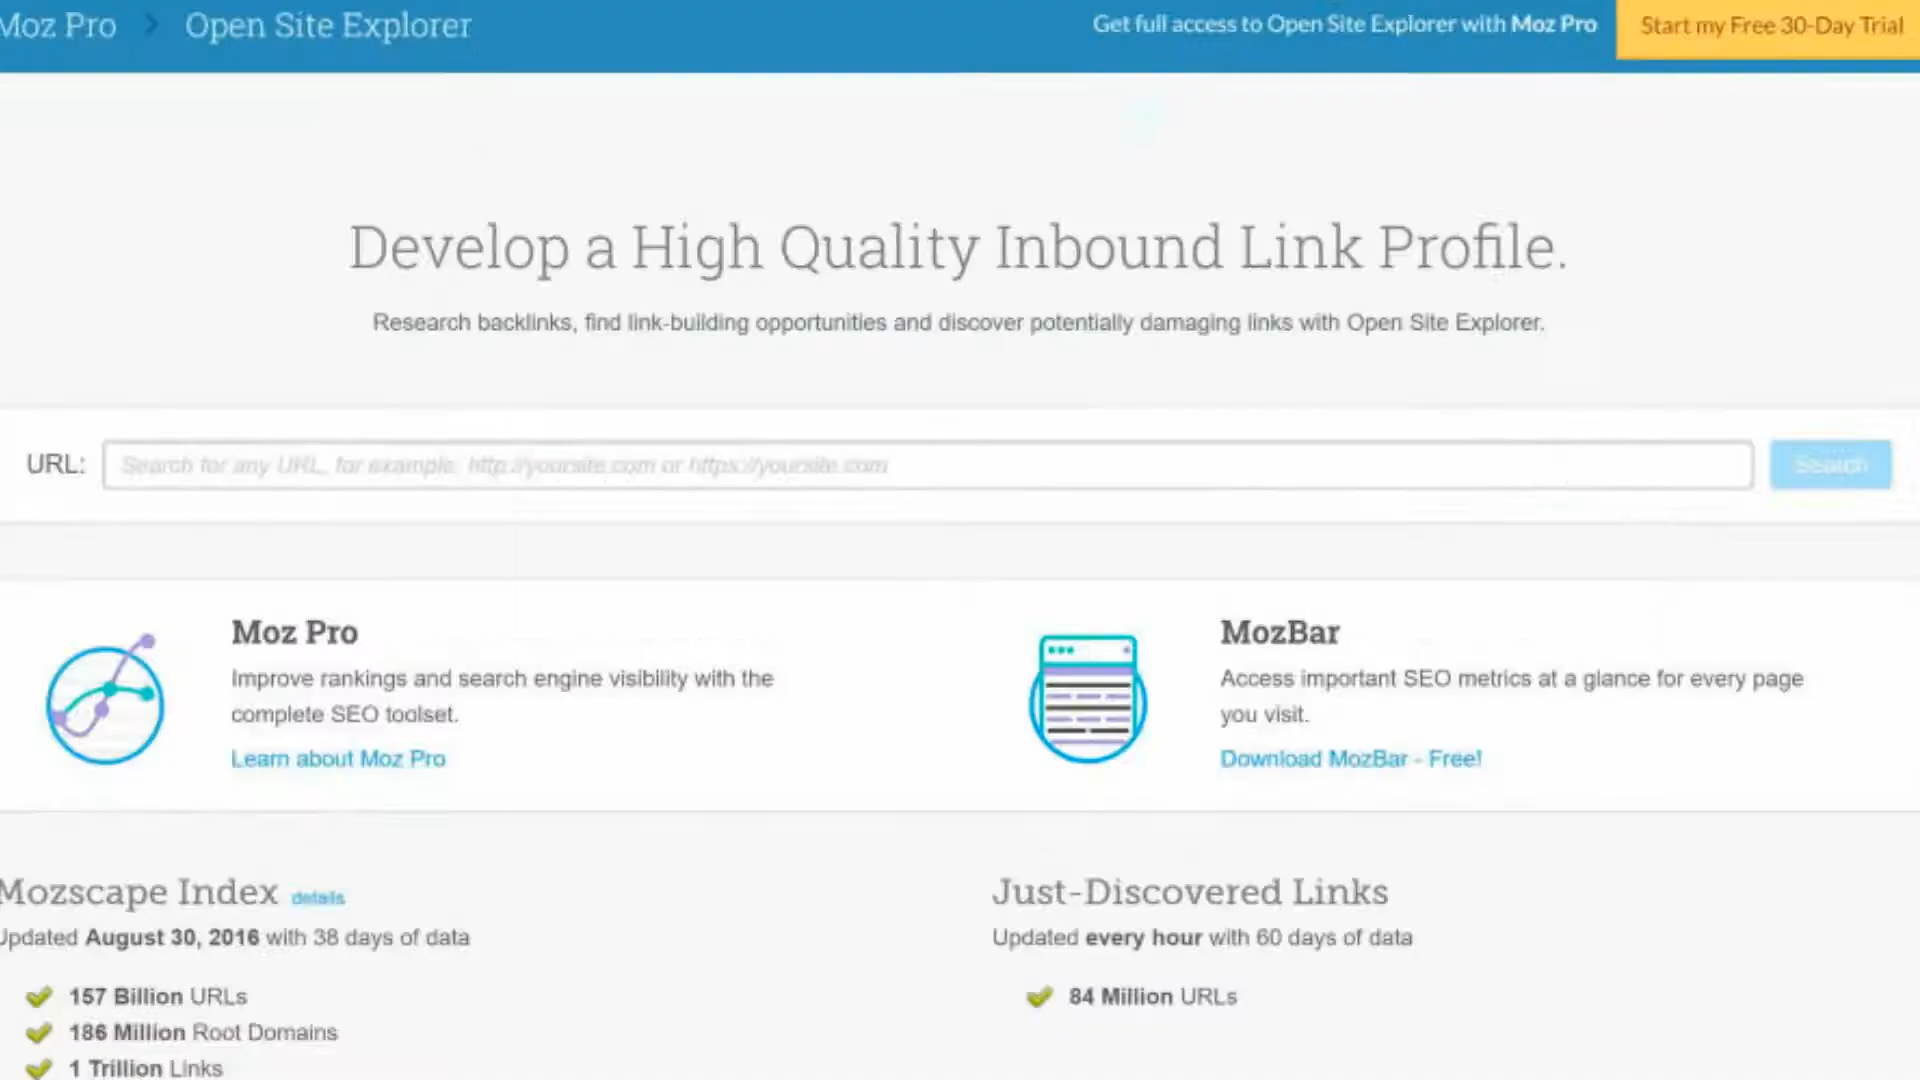 Moz Pro > Open Site Explorer
Get full access to Open Site Explorer with Moz Pro
Start my Free 30-Day Trial
Develop a High Quality Inbound Link Profile.
Research backlinks, find link-building opportunities and discover potentially damaging links with Open Site Explorer.
URL:
Search for any URL, for example: http://yoursite.com or https://yoursite.com
Search
Moz Pro
Improve rankings and search engine visibility with the
complete SEO toolset.
Learn about Moz Pro
MozBar
Access important SEO metrics at a glance for every page
you visit.
Download MozBar - Free!
Mozscape Index details
Updated August 30, 2016 with 38 days of data
157 Billion URLs
186 Million Root Domains
1 Trillion Links
Just-Discovered Links
Updated every hour with 60 days of data
84 Million URLs